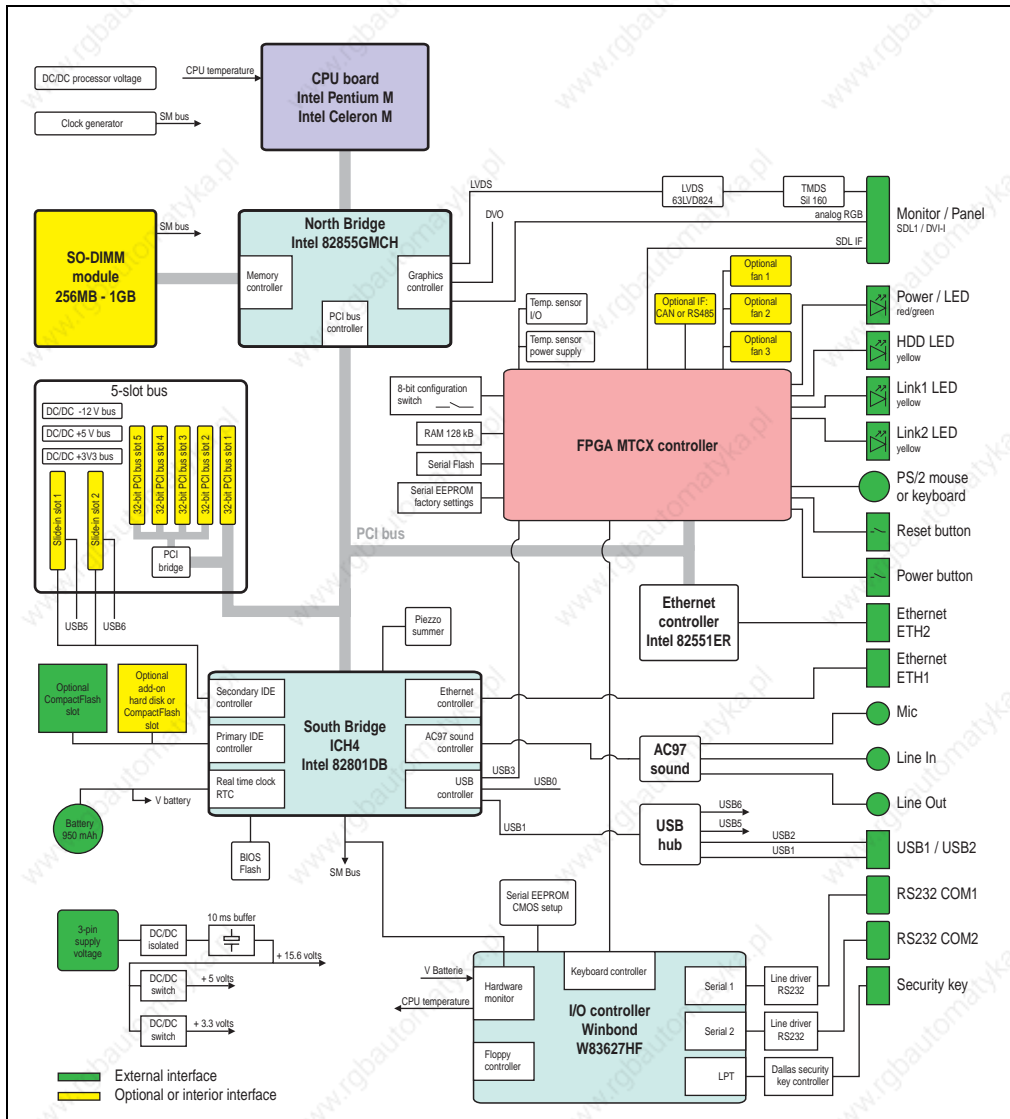 DC/DC processor voltage
CPU temperature
Clock generator
SM bus
CPU board
Intel Pentium M
Intel Celeron M
SO-DIMM
module
256MB - 1GB
SM bus
North Bridge
Intel 82855GMCH
Memory
controller
Graphics
controller
PCI bus
controller
LVDS
DVO
LVDS
63LVD824
TMDS
Sil 160
analog RGB
SDL IF
Monitor / Panel
SDL1 / DVI-I
Temp. sensor
I/O
Temp. sensor
power supply
Optional IF:
CAN or RS485
Optional
fan 1
Optional
fan 2
Optional
fan 3
Power / LED
red/green
HDD LED
yellow
Link1 LED
yellow
Link2 LED
yellow
PS/2 mouse
or keyboard
Reset button
Power button
Ethernet
ETH2
Ethernet
ETH1
Mic
Line In
Line Out
USB1 / USB2
RS232 COM1
RS232 COM2
Security key
8-bit configuration
switch
RAM 128 kB
Serial Flash
Serial EEPROM
factory settings
FPGA MTCX controller
5-slot bus
DC/DC -12 V bus
DC/DC +5 V bus
DC/DC +3V3 bus
Slide-in slot 1
Slide-in slot 2
32-bit PCI bus slot 5
32-bit PCI bus slot 4
32-bit PCI bus slot 3
32-bit PCI bus slot 2
32-bit PCI bus slot 1
PCI
bridge
USB5
USB6
PCI bus
Ethernet
controller
Intel 82551ER
Piezzo
summer
Optional
CompactFlash
slot
Optional
add-on
hard disk or
CompactFlash
slot
Secondary IDE
controller
Primary IDE
controller
Real time clock
RTC
South Bridge
ICH4
Intel 82801DB
Ethernet
controller
AC97 sound
controller
USB
controller
USB3
USB0
USB1
AC97
sound
USB
hub
USB6
USB5
USB2
USB1
V battery
Battery
950 mAh
BIOS
Flash
SM Bus
3-pin
supply
voltage
DC/DC
isolated
10 ms buffer
+ 15.6 volts
DC/DC
switch
+ 5 volts
DC/DC
switch
+ 3.3 volts
Serial EEPROM
CMOS setup
V Batterie
CPU temperature
Hardware
monitor
Keyboard controller
Floppy
controller
I/O controller
Winbond
W83627HF
Serial 1
Serial 2
LPT
Line driver
RS232
Line driver
RS232
Dallas security
key controller
External interface
Optional or interior interface
www.rgbautomatyka.pl